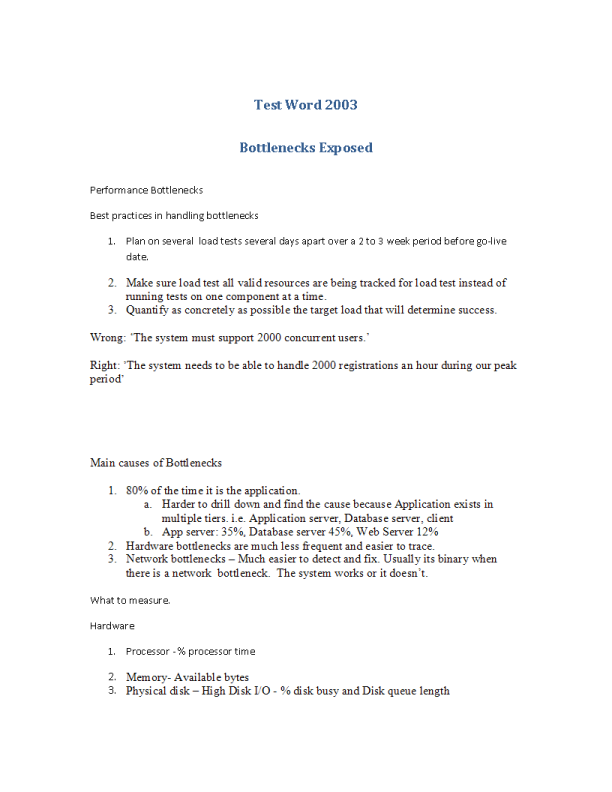 Test Word 2003
Bottlenecks Exposed
Performance Bottlenecks
Best practices in handling bottlenecks
1. Plan on several load tests several days apart over a 2 to 3 week period before go-live
date.
2. Make sure load test all valid resources are being tracked for load test instead of
running tests on one component at a time.
3. Quantify as concretely as possible the target load that will determine success.
Wrong: ‘The system must support 2000 concurrent users.’
Right: ‘The system needs to be able to handle 2000 registrations an hour during our peak
period’
Main causes of Bottlenecks
1. 80% of the time it is the application.
a. Harder to drill down and find the cause because Application exists in
multiple tiers. i.e. Application server, Database server, client
b. App server: 35%, Database server 45%, Web Server 12%
2. Hardware bottlenecks are much less frequent and easier to trace.
3. Network bottlenecks – Much easier to detect and fix. Usually its binary when
there is a network bottleneck. The system works or it doesn’t.
What to measure.
Hardware
1. Processor -% processor time
2. Memory- Available bytes
3. Physical disk – High Disk I/O - % disk busy and Disk queue length